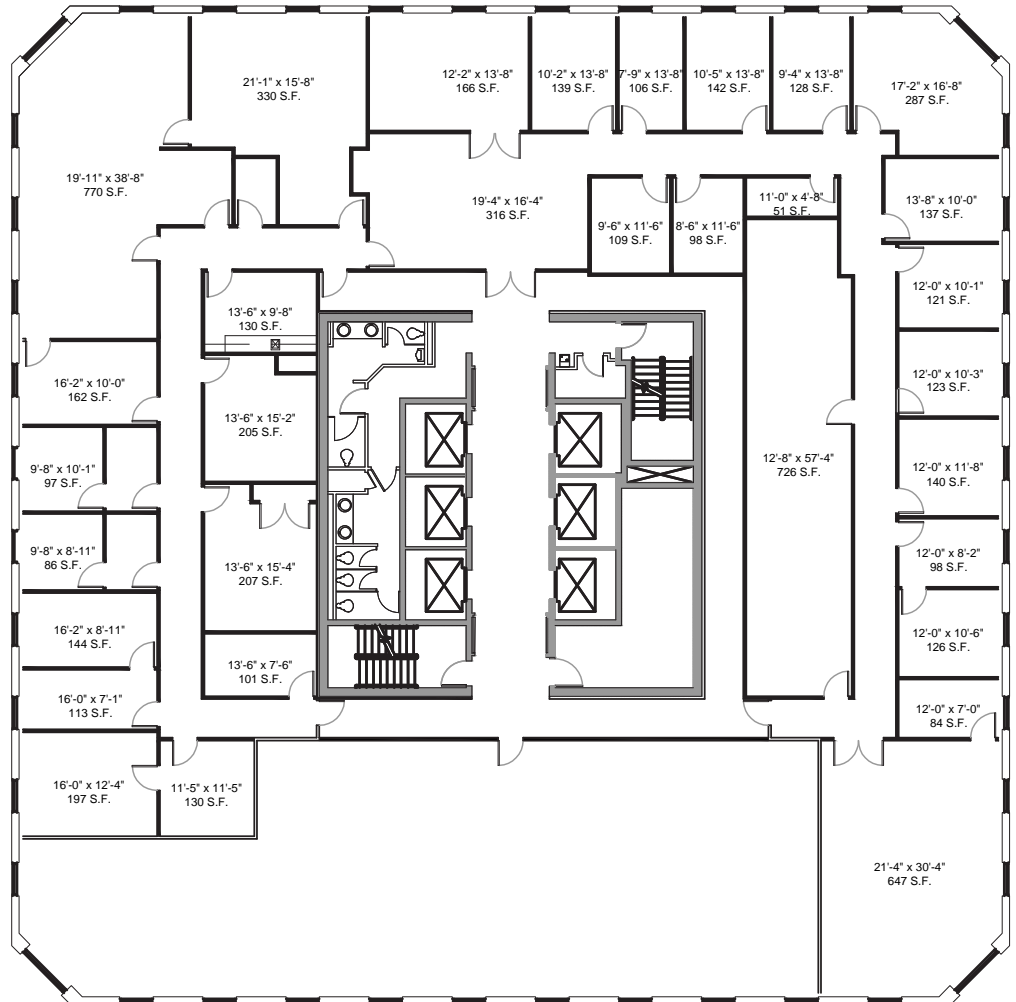 21'-1" x 15'-8"
330 S.F.
12'-2" x 13'-8"
166 S.F.
10'-2" x 13'-8"
139 S.F.
7'-9" x 13'-8"
106 S.F.
10'-5" x 13'-8"
142 S.F.
9'-4" x 13'-8"
128 S.F.
17'-2" x 16'-8"
287 S.F.
19'-11" x 38'-8"
770 S.F.
19'-4" x 16'-4"
316 S.F.
9'-6" x 11'-6"
109 S.F.
8'-6" x 11'-6"
98 S.F.
11'-0" x 4'-8"
51 S.F.
13'-8" x 10'-0"
137 S.F.
12'-0" x 10'-1"
121 S.F.
13'-6" x 9'-8"
130 S.F.
16'-2" x 10'-0"
162 S.F.
12'-0" x 10'-3"
123 S.F.
13'-6" x 15'-2"
205 S.F.
9'-8" x 10'-1"
97 S.F.
12'-8" x 57'-4"
726 S.F.
12'-0" x 11'-8"
140 S.F.
9'-8" x 8'-11"
86 S.F.
12'-0" x 8'-2"
98 S.F.
13'-6" x 15'-4"
207 S.F.
16'-2" x 8'-11"
144 S.F.
12'-0" x 10'-6"
126 S.F.
13'-6" x 7'-6"
101 S.F.
16'-0" x 7'-1"
113 S.F.
12'-0" x 7'-0"
84 S.F.
16'-0" x 12'-4"
197 S.F.
11'-5" x 11'-5"
130 S.F.
21'-4" x 30'-4"
647 S.F.